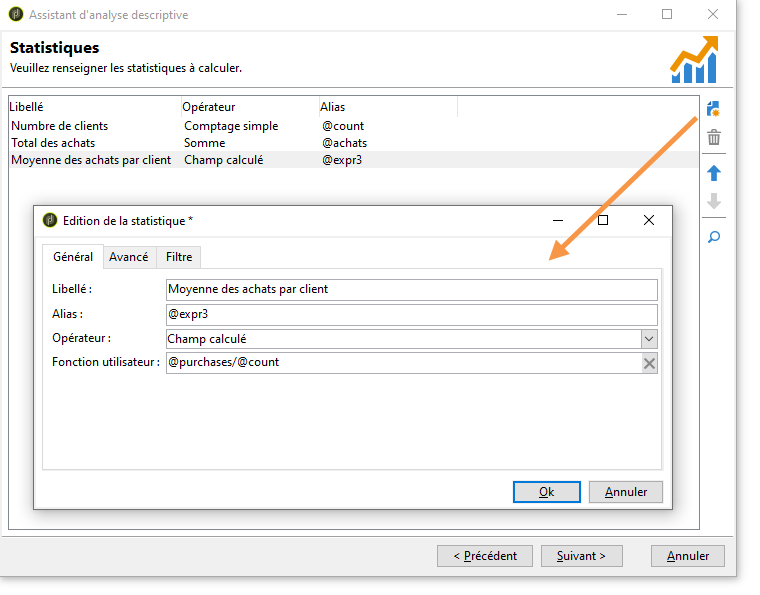 Assistant d'analyse descriptive
Statistiques
Veuillez renseigner les statistiques à calculer.
Libellé Opérateur Alias
Nombre de clients Comptage simple @count
Total des achats Somme @achats
Moyenne des achats par client Champ calculé @expr3
Edition de la statistique *
Général Avancé Filtre
Libellé : Moyenne des achats par client
Alias : @expr3
Opérateur : Champ calculé
Fonction utilisateur : @purchases/@count
Ok Annuler
< Précédent Suivant > Annuler